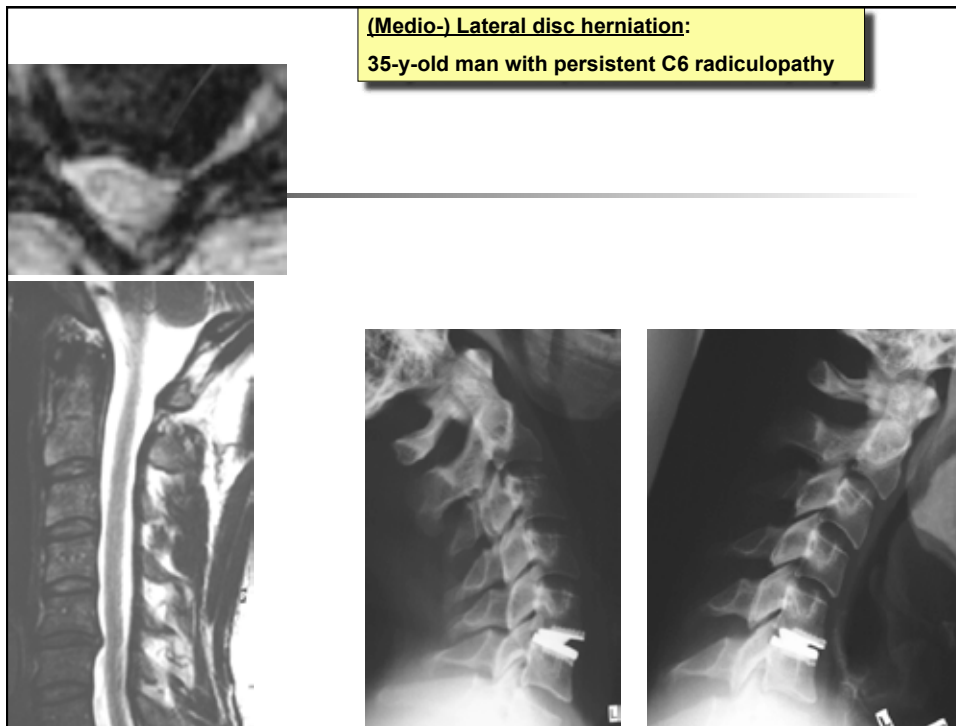 (Medio-) Lateral disc herniation:
35-y-old man with persistent C6 radiculopathy
L